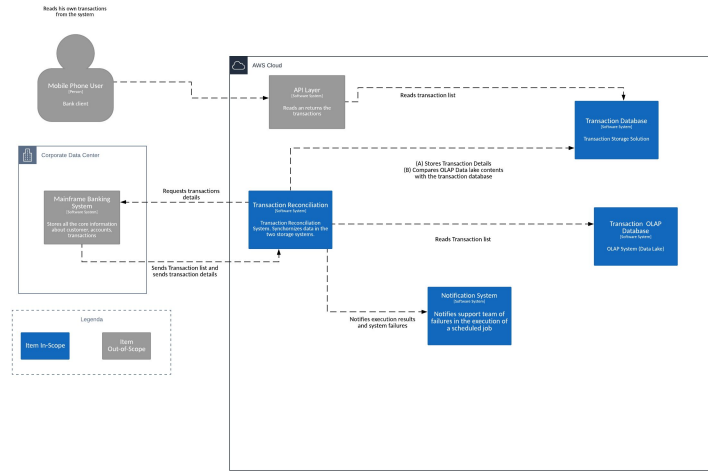 Reads his own transactions
from the system
Mobile Phone User
[Person]
Bank client
AWS Cloud
API Layer
[Software System]
Reads an returns the
transactions
Reads transaction list
Transaction Database
[Software System]
Transaction Storage Solution
Corporate Data Center
(A) Stores Transaction Details
(B) Compares OLAP Data lake contents
with the transaction database
Mainframe Banking
System
[Software System]
Stores all the core information
about customer, accounts,
transactions
Requests transactions
details
Transaction Reconciliation
[Software System]
Transaction Reconciliation
System. Synchornizes data in the
two storage systems.
Reads Transaction list
Transaction OLAP
Database
[Software System]
OLAP System (Data Lake)
Sends Transaction list and
sends transaction details
Notification System
[Software System]
Notifies support team of
failures in the execution of
a scheduled job
Notifies execution results
and system failures
Legenda
Item In-Scope
Item
Out-of-Scope